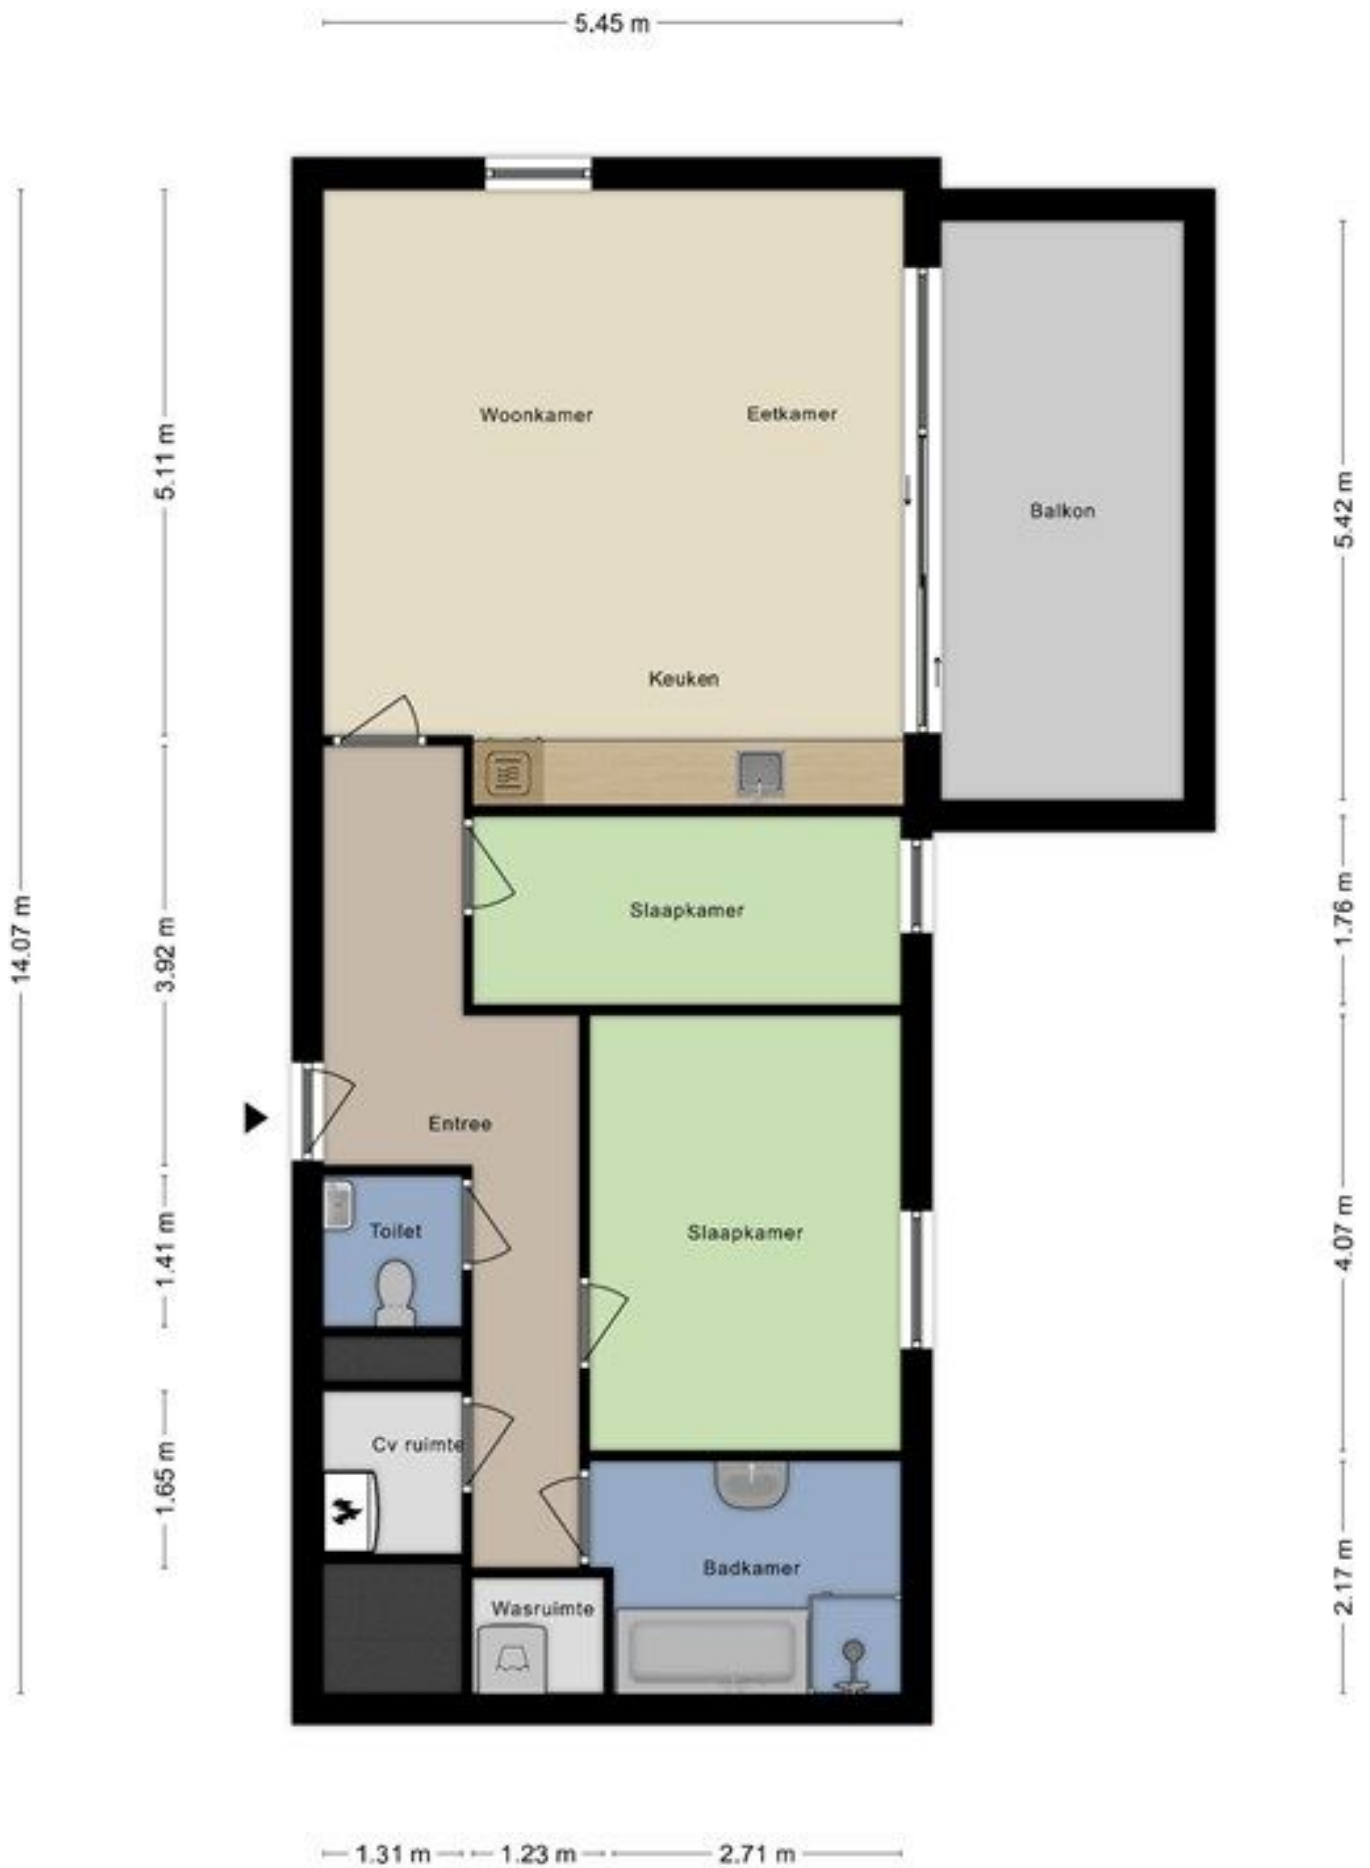 5.45 m
14.07 m
5.11 m
3.92 m
1.41 m
1.65 m
Woonkamer
Eetkamer
Balkon
Keuken
Slaapkamer
Entree
Toilet
Slaapkamer
Cv ruimte
Badkamer
Wasruimte
5.42 m
1.76 m
4.07 m
2.17 m
1.31 m
1.23 m
2.71 m